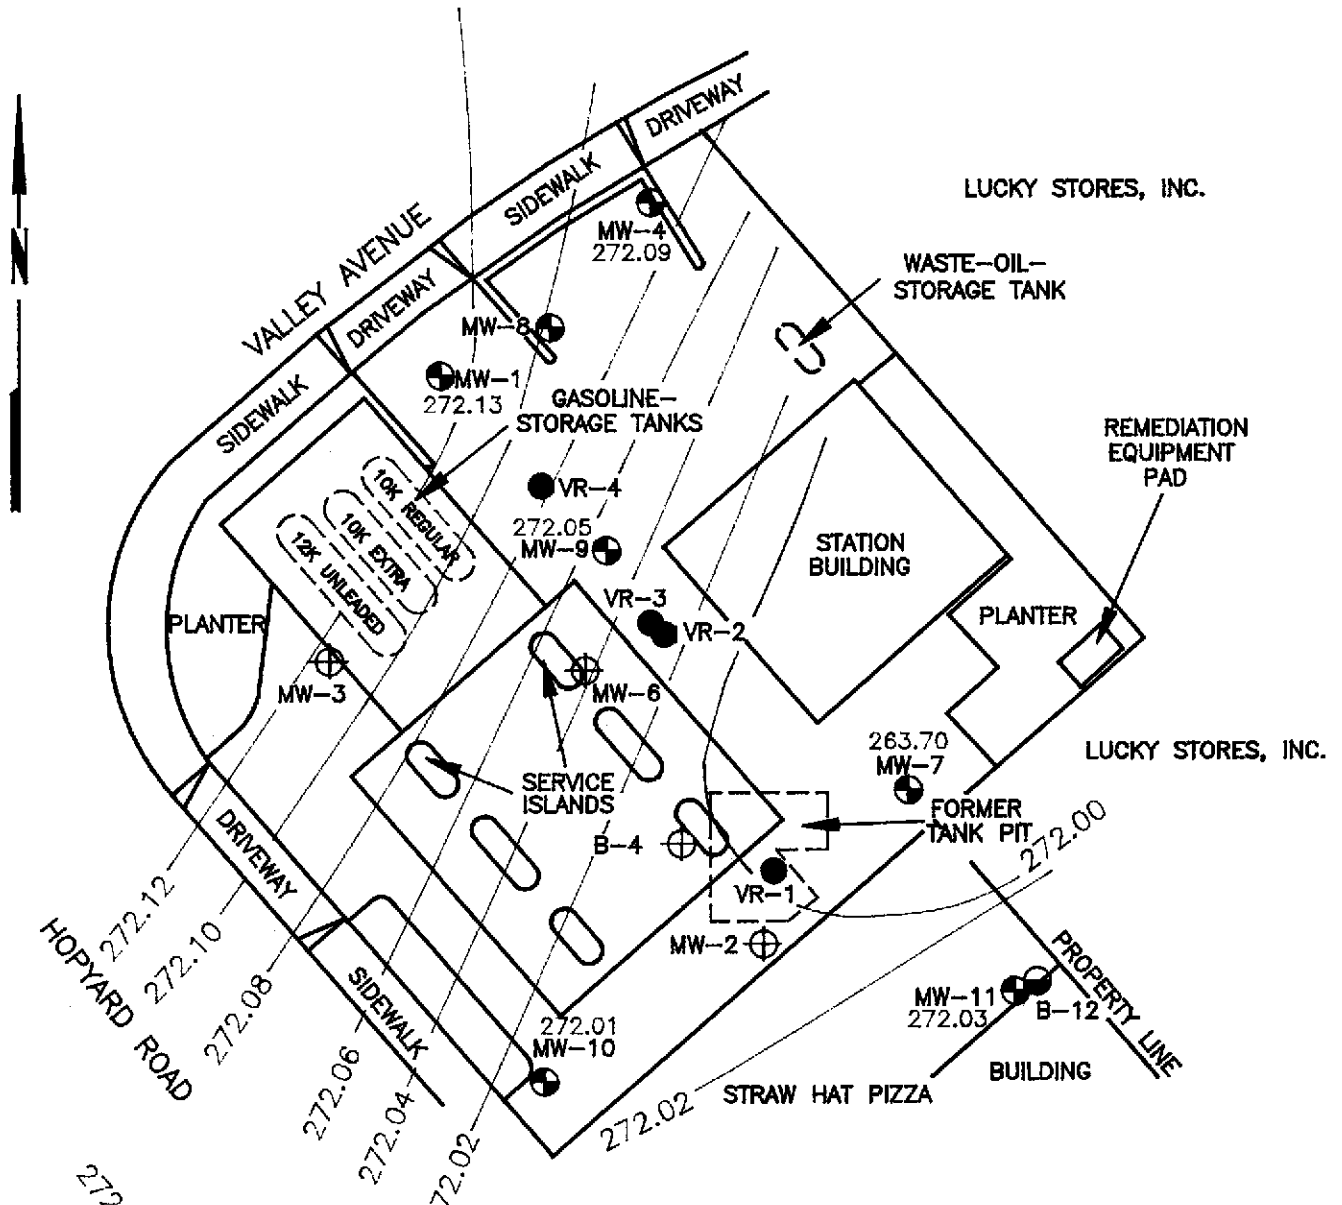 DRIVEWAY
LUCKY STORES, INC.
SIDEWALK
MW-4
272.09
VALLEY AVENUE
N
WASTE-OIL-
STORAGE TANK
DRIVEWAY
MW-8
MW-1
272.13
GASOLINE-
STORAGE TANKS
SIDEWALK
REMEDIATION
EQUIPMENT
PAD
10K REGULAR
10K EXTRA
12K UNLEADED
VR-4
272.05
MW-9
STATION
BUILDING
PLANTER
VR-3
VR-2
PLANTER
MW-3
MW-6
263.70
MW-7
LUCKY STORES, INC.
SERVICE
ISLANDS
FORMER
TANK PIT
B-4
DRIVEWAY
VR-1
272.00
272.12
272.10
272.08
272.06
272.04
272.02
HOPYARD ROAD
MW-2
SIDEWALK
PROPERTY LINE
MW-11
272.03
B-12
272.01
MW-10
BUILDING
STRAW HAT PIZZA
272.02